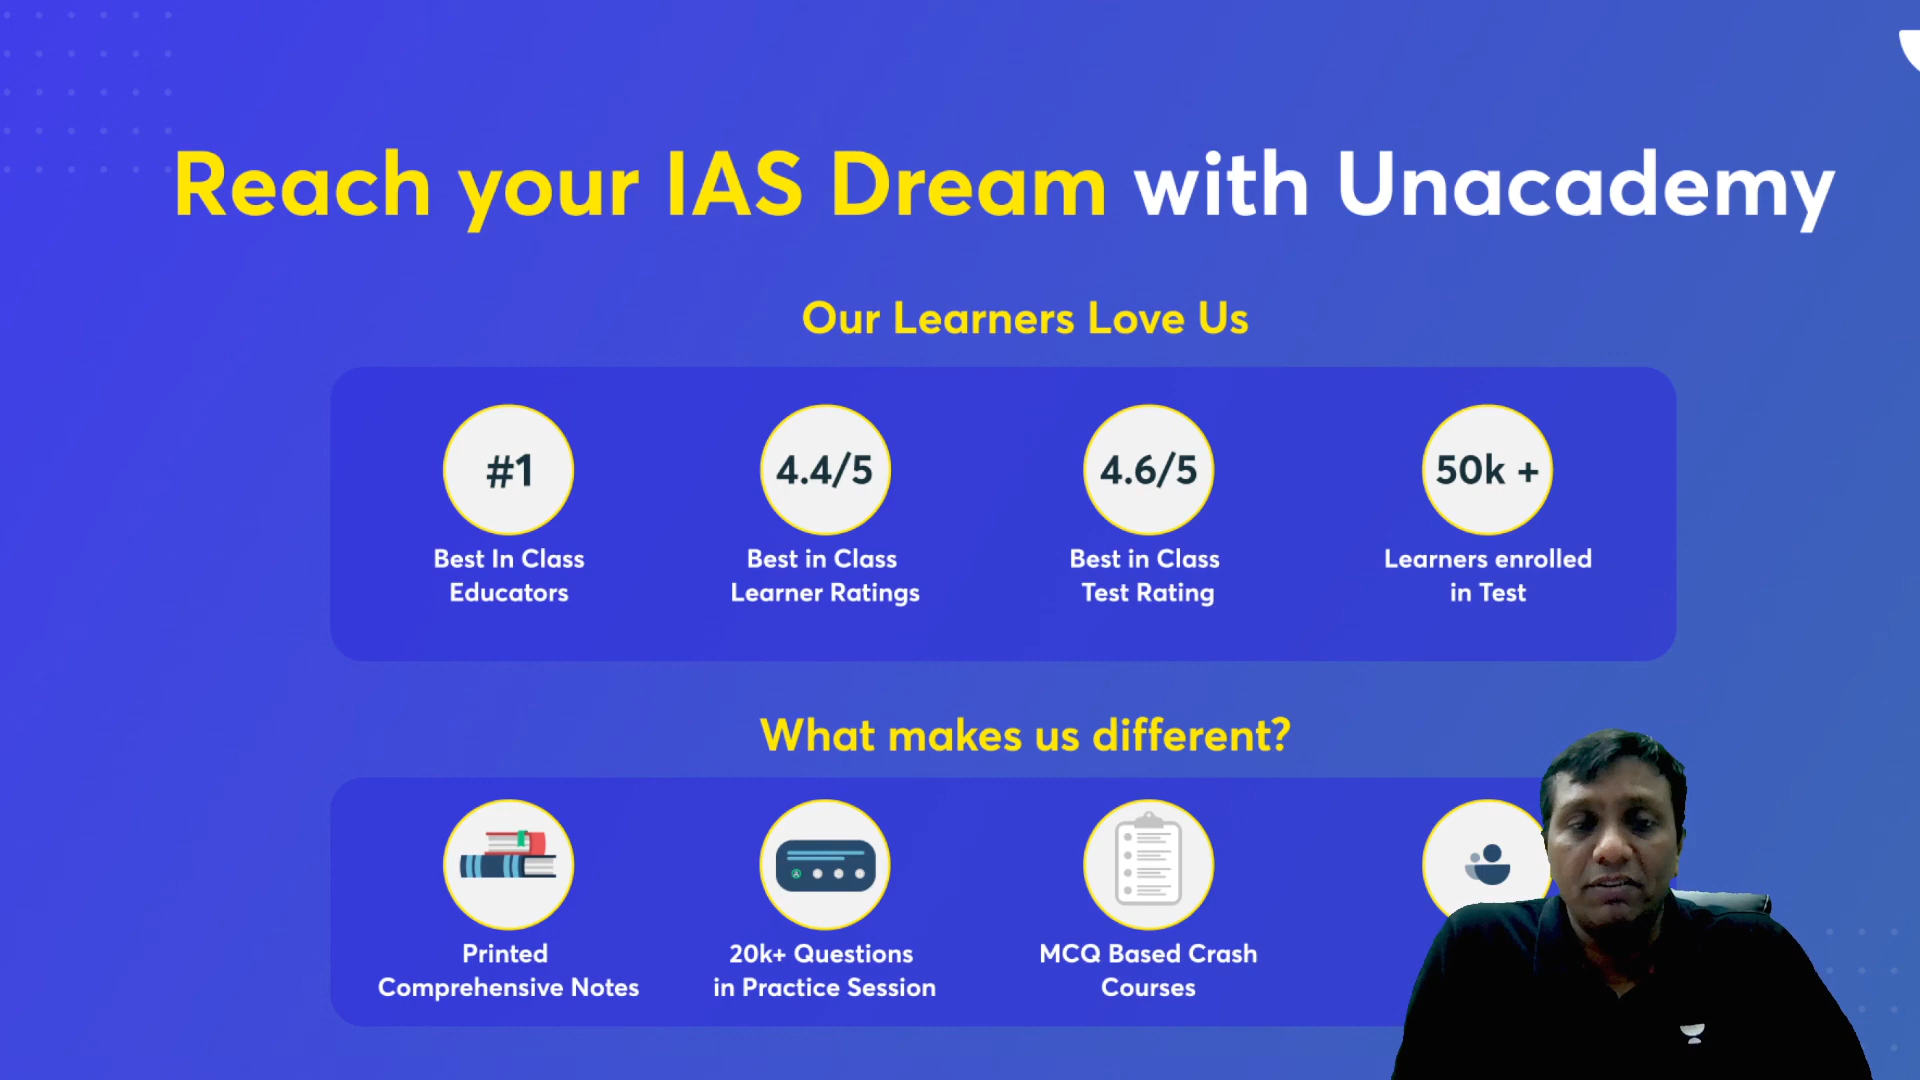 Reach your IAS Dream with Unacademy
Our Learners Love Us
#1
4.4/5
4.6/5
50k +
Best In Class
Educators
Best in Class
Learner Ratings
Best in Class
Test Rating
Learners enrolled
in Test
What makes us different?
Printed
Comprehensive Notes
20k+ Questions
in Practice Session
MCQ Based Crash
Courses